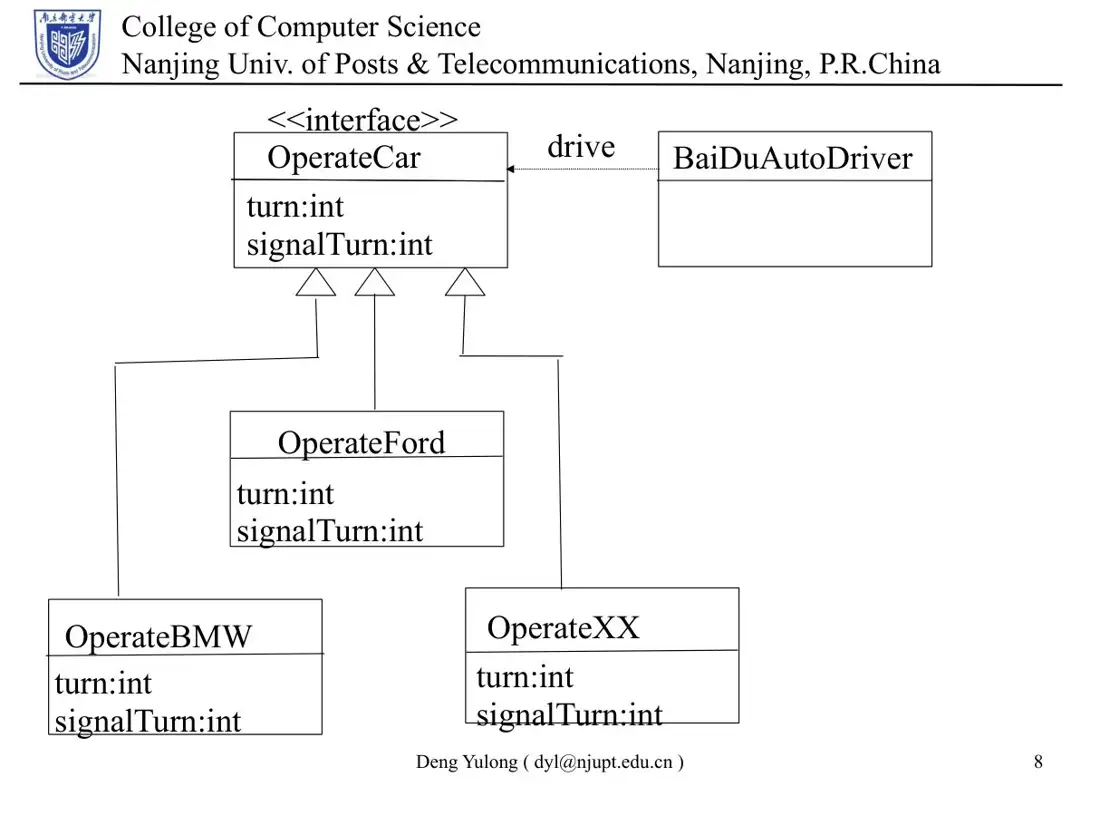 College of Computer Science
Nanjing Univ. of Posts & Telecommunications, Nanjing, P.R.China
<<interface>>
OperateCar
turn:int
signalTurn:int
drive
BaiDuAutoDriver
OperateFord
turn:int
signalTurn:int
OperateBMW
turn:int
signalTurn:int
OperateXX
turn:int
signalTurn:int
Deng Yulong ( dyl@njupt.edu.cn )
8